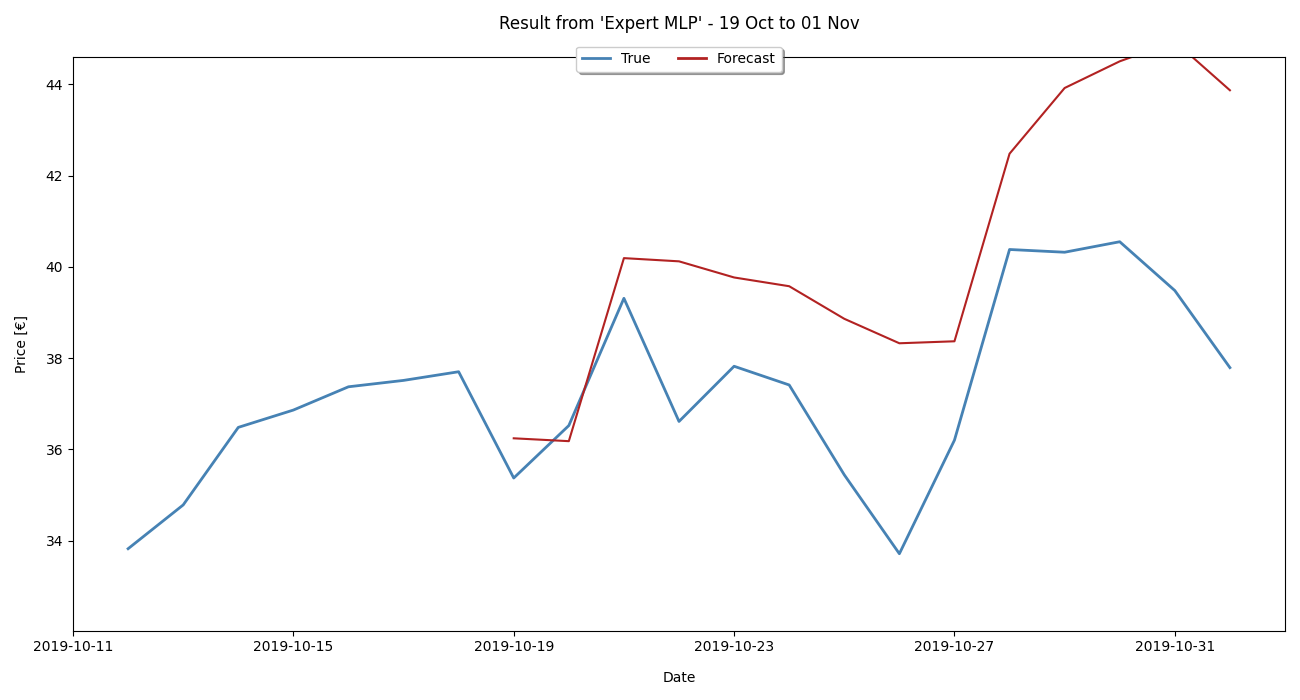 Result from 'Expert MLP' - 19 Oct to 01 Nov
True Forecast
44
42
40
38
36
34
Price [€]
2019-10-11 2019-10-15 2019-10-19 2019-10-23 2019-10-27 2019-10-31
Date